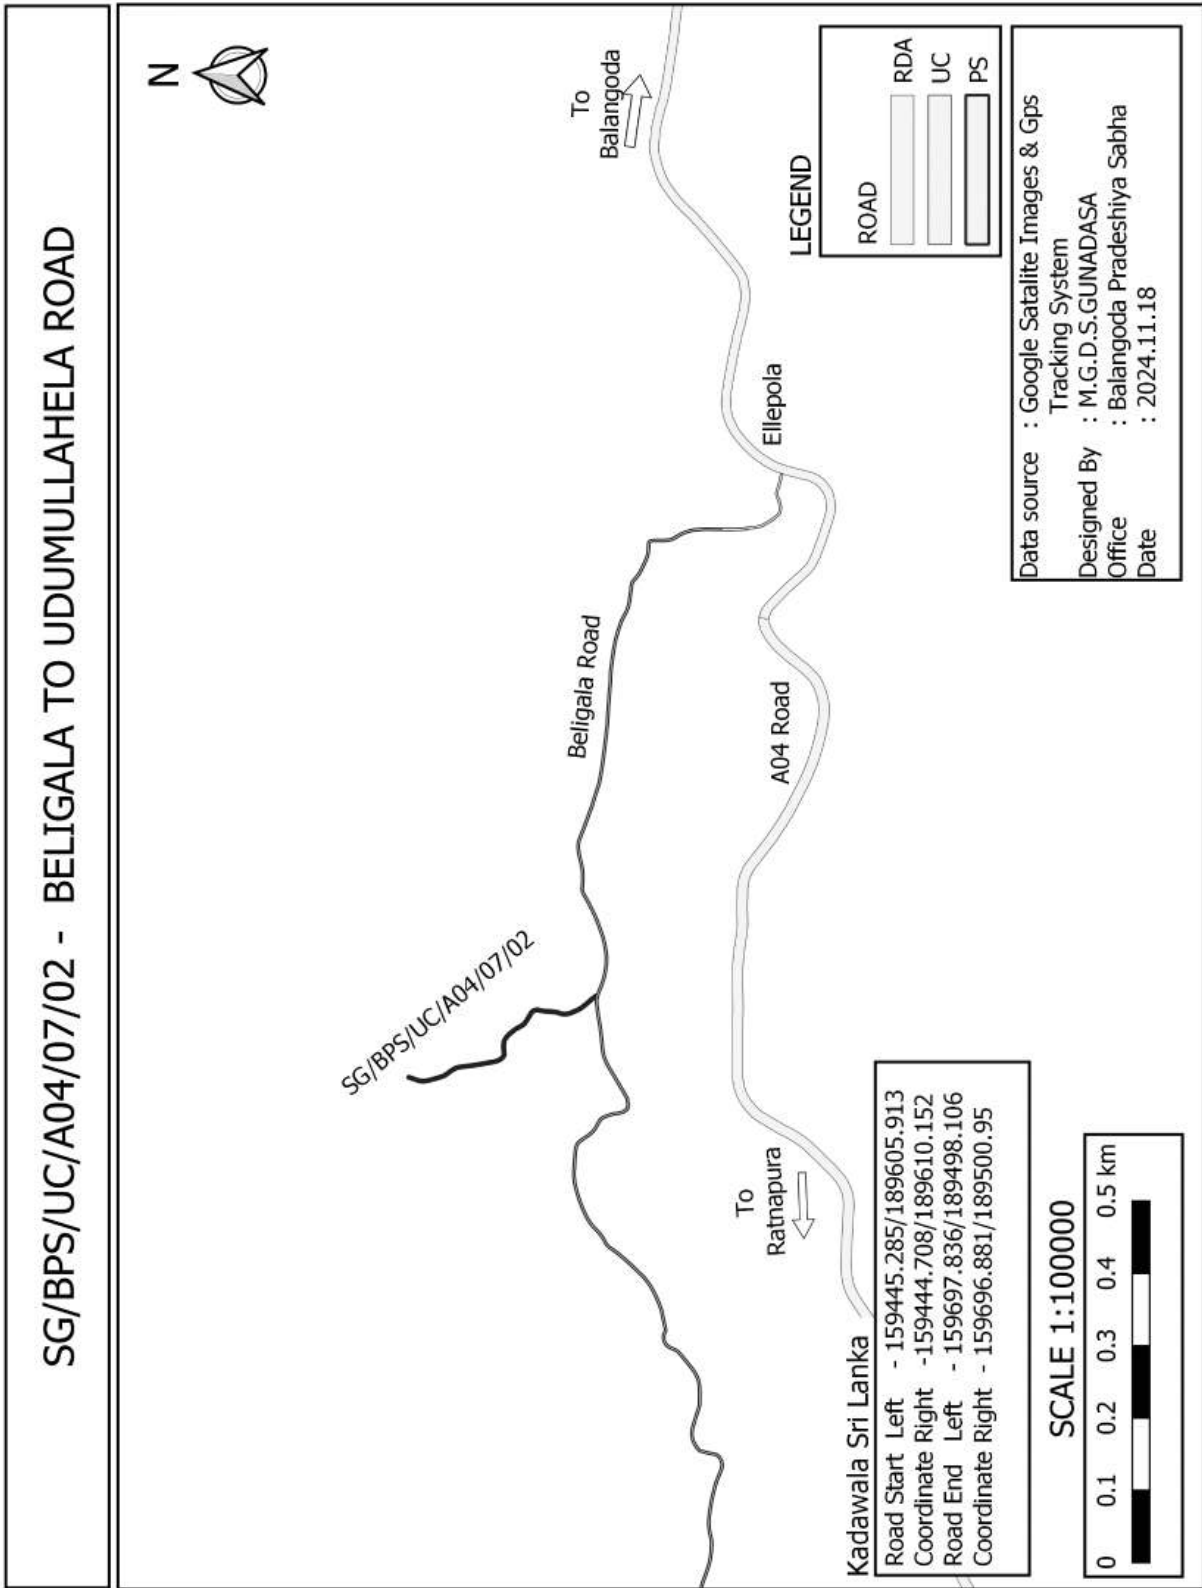 SG/BPS/UC/A04/07/02 - BELIGALA TO UDUMULLAHELA ROAD
N
To
Balangoda
SG/BPS/UC/A04/07/02
Beligala Road
Ellepola
A04 Road
To
Ratnapura
LEGEND
ROAD
RDA
UC
PS
Kadawala Sri Lanka
Road Start Left - 159445.285/189605.913
Coordinate Right -159444.708/189610.152
Road End Left - 159697.836/189498.106
Coordinate Right - 159696.881/189500.95
Data source : Google Satalite Images & Gps
Tracking System
Designed By : M.G.D.S.GUNADASA
Office : Balangoda Pradeshiya Sabha
Date : 2024.11.18
SCALE 1:100000
0 0.1 0.2 0.3 0.4 0.5 km